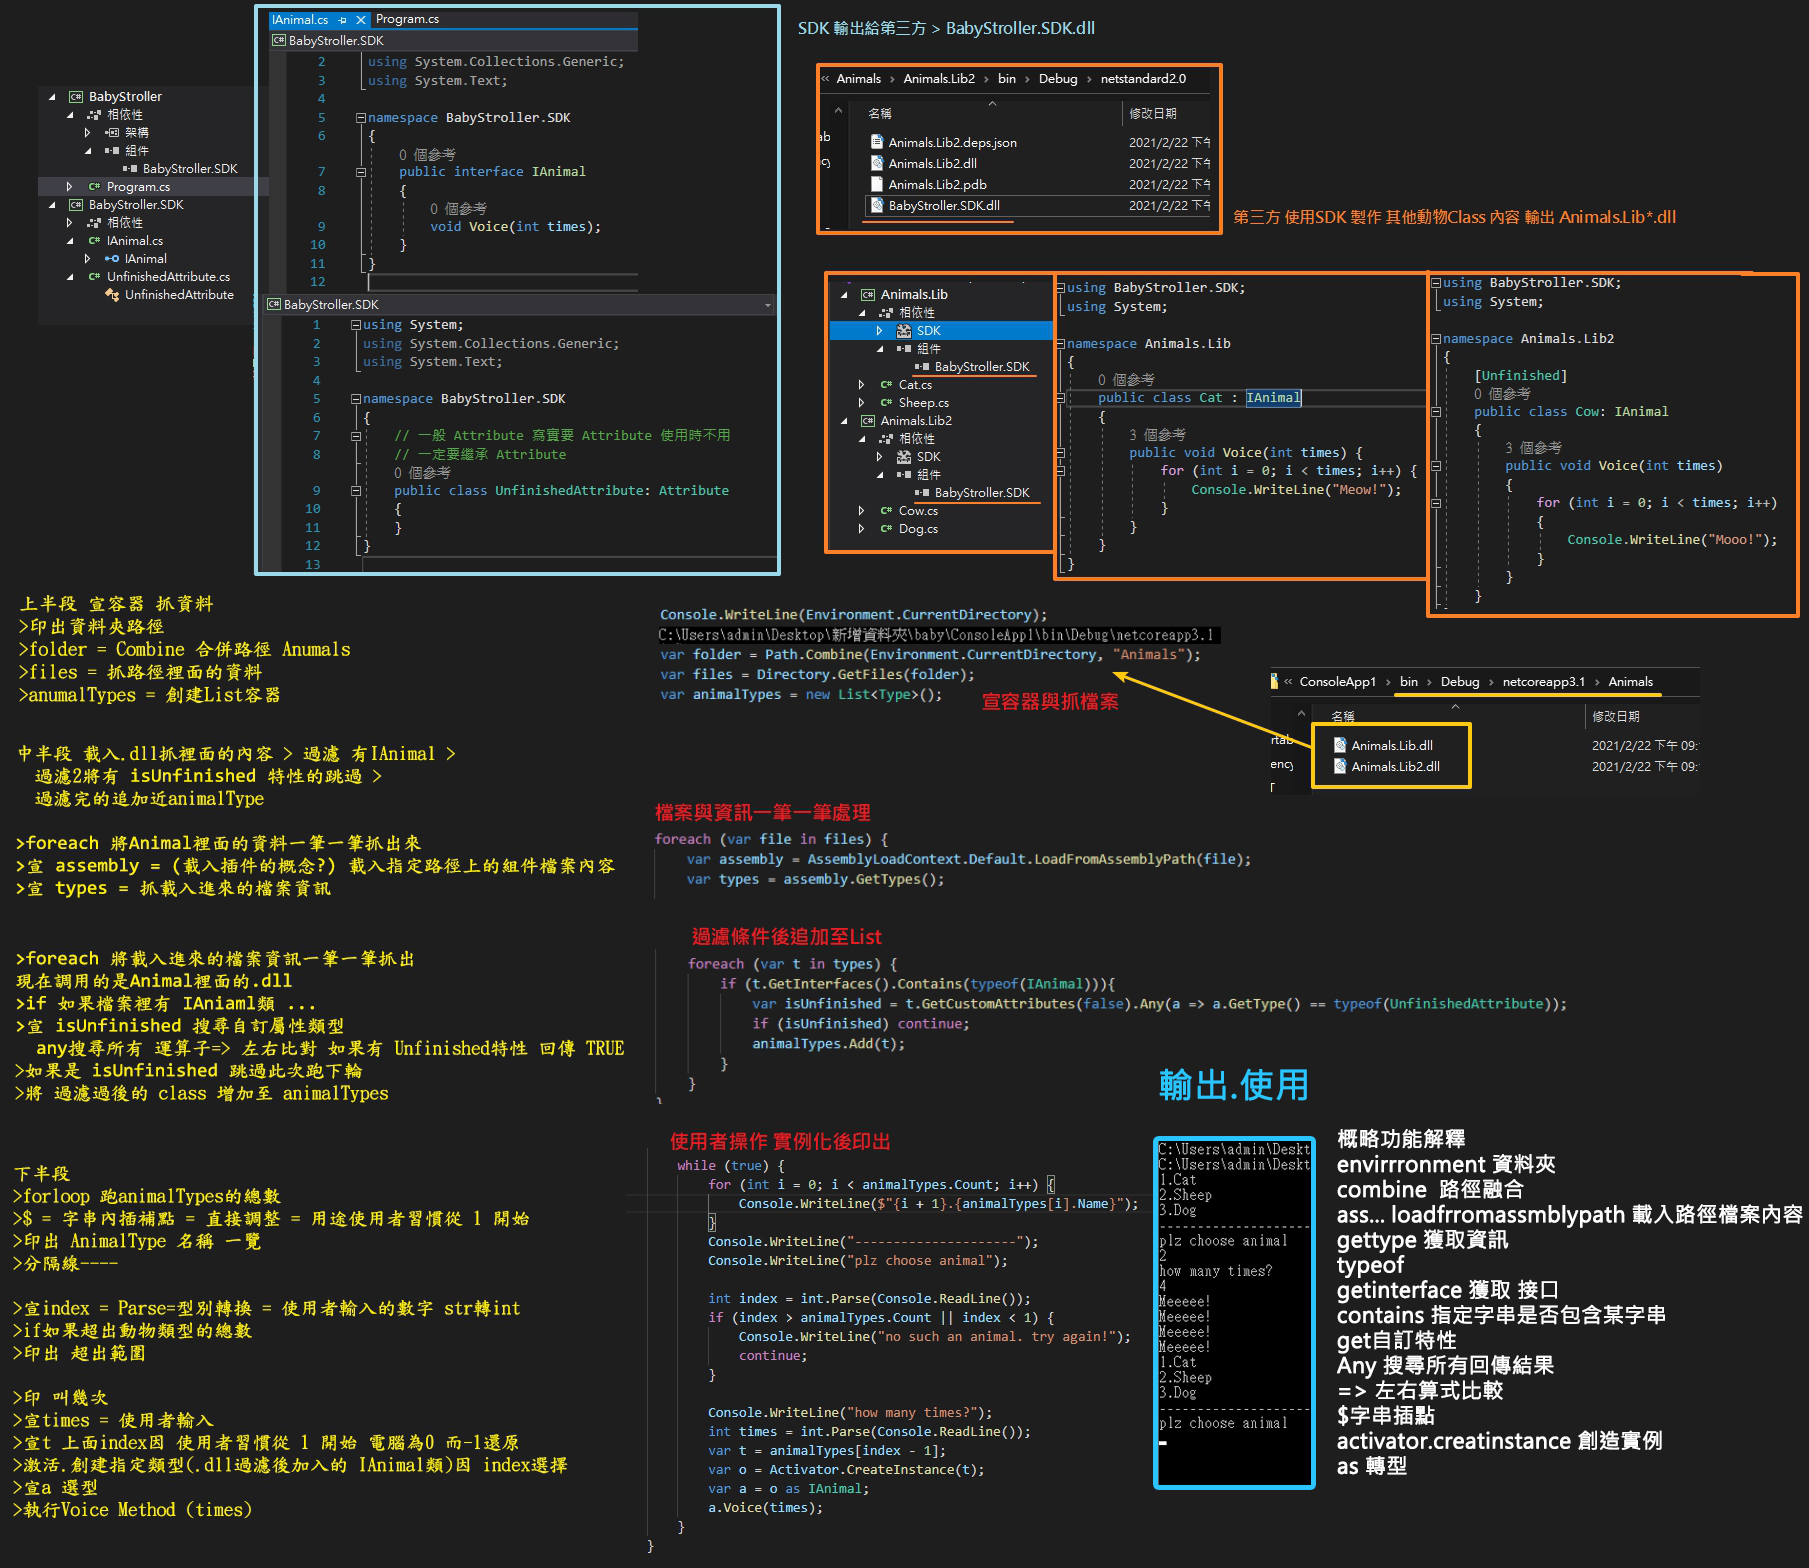 BabyStroller
相依性
架構
組件
BabyStroller.SDK
Program.cs
BabyStroller.SDK
相依性
IAnimal.cs
IAnimal
UnfinishedAttribute.cs
UnfinishedAttribute
IAnimal.cs Program.cs
BabyStroller.SDK
2 using System.Collections.Generic;
3 using System.Text;
4
5 namespace BabyStroller.SDK
6 {
0 個參考
7 public interface IAnimal
8 {
0 個參考
9 void Voice(int times);
10 }
11 }
12
BabyStroller.SDK
1 using System;
2 using System.Collections.Generic;
3 using System.Text;
4
5 namespace BabyStroller.SDK
6 {
7 // 一般 Attribute 寫實要 Attribute 使用時不用
8 // 一定要繼承 Attribute
0 個參考
9 public class UnfinishedAttribute: Attribute
10 {
11 }
12 }
13
SDK 輸出給第三方 > BabyStroller.SDK.dll
« Animals › Animals.Lib2 › bin › Debug › netstandard2.0
名稱 修改日期
Animals.Lib2.deps.json 2021/2/22 下午
Animals.Lib2.dll 2021/2/22 下午
Animals.Lib2.pdb 2021/2/22 下午
BabyStroller.SDK.dll 2021/2/22 下午
第三方 使用SDK 製作 其他動物Class 內容 輸出 Animals.Lib*.dll
Animals.Lib
相依性
SDK
組件
BabyStroller.SDK
Cat.cs
Sheep.cs
Animals.Lib2
相依性
SDK
組件
BabyStroller.SDK
Cow.cs
Dog.cs
using BabyStroller.SDK;
using System;
namespace Animals.Lib
{
0 個參考
public class Cat : IAnimal
{
3 個參考
public void Voice(int times) {
for (int i = 0; i < times; i++) {
Console.WriteLine("Meow!");
}
}
}
}
using BabyStroller.SDK;
using System;
namespace Animals.Lib2
{
[Unfinished]
0 個參考
public class Cow: IAnimal
{
3 個參考
public void Voice(int times)
{
for (int i = 0; i < times; i++)
{
Console.WriteLine("Mooo!");
}
}
}
上半段 宣容器 抓資料
>印出資料夾路徑
>folder = Combine 合併路徑 Anumals
>files = 抓路徑裡面的資料
>anumalTypes = 創建List容器
Console.WriteLine(Environment.CurrentDirectory);
C:\Users\admin\Desktop\新增資料夾\baby\ConsoleApp1\bin\Debug\netcoreapp3.1
var folder = Path.Combine(Environment.CurrentDirectory, "Animals");
var files = Directory.GetFiles(folder);
var animalTypes = new List<Type>();
宣容器與抓檔案
« ConsoleApp1 › bin › Debug › netcoreapp3.1 › Animals
名稱 修改日期
Animals.Lib.dll 2021/2/22 下午 09:
Animals.Lib2.dll 2021/2/22 下午 09:
中半段 載入.dll抓裡面的內容 > 過濾 有IAnimal >
過濾2將有 isUnfinished 特性的跳過 >
過濾完的追加近animalType
>foreach 將Animal裡面的資料一筆一筆抓出來
>宣 assembly = (載入插件的概念?) 載入指定路徑上的組件檔案內容
>宣 types = 抓載入進來的檔案資訊
檔案與資訊一筆一筆處理
foreach (var file in files) {
var assembly = AssemblyLoadContext.Default.LoadFromAssemblyPath(file);
var types = assembly.GetTypes();
>foreach 將載入進來的檔案資訊一筆一筆抓出
現在調用的是Animal裡面的.dll
>if 如果檔案裡有 IAniaml類 ...
>宣 isUnfinished 搜尋自訂屬性類型
any搜尋所有 運算子=> 左右比對 如果有 Unfinished特性 回傳 TRUE
>如果是 isUnfinished 跳過此次跑下輪
>將 過濾過後的 class 增加至 animalTypes
過濾條件後追加至List
foreach (var t in types) {
if (t.GetInterfaces().Contains(typeof(IAnimal))){
var isUnfinished = t.GetCustomAttributes(false).Any(a => a.GetType() == typeof(UnfinishedAttribute));
if (isUnfinished) continue;
animalTypes.Add(t);
}
}
}
下半段
>forloop 跑animalTypes的總數
>$ = 字串內插補點 = 直接調整 = 用途使用者習慣從 1 開始
>印出 AnimalType 名稱 一覽
>分隔線----
>宣index = Parse=型別轉換 = 使用者輸入的數字 str轉int
>if如果超出動物類型的總數
>印出 超出範圍
>印 叫幾次
>宣times = 使用者輸入
>宣t 上面index因 使用者習慣從 1 開始 電腦為0 而-1還原
>激活.創建指定類型(.dll過濾後加入的 IAnimal類)因 index選擇
>宣a 選型
>執行Voice Method (times)
使用者操作 實例化後印出
while (true) {
for (int i = 0; i < animalTypes.Count; i++) {
Console.WriteLine($"{i + 1}.{animalTypes[i].Name}");
}
Console.WriteLine("---------------------");
Console.WriteLine("plz choose animal");
int index = int.Parse(Console.ReadLine());
if (index > animalTypes.Count || index < 1) {
Console.WriteLine("no such an animal. try again!");
continue;
}
Console.WriteLine("how many times?");
int times = int.Parse(Console.ReadLine());
var t = animalTypes[index - 1];
var o = Activator.CreateInstance(t);
var a = o as IAnimal;
a.Voice(times);
}
}
輸出.使用
C:\Users\admin\Deskt
C:\Users\admin\Deskt
1.Cat
2.Sheep
3.Dog
--------------------
plz choose animal
2
how many times?
4
Meeeee!
Meeeee!
Meeeee!
Meeeee!
1.Cat
2.Sheep
3.Dog
--------------------
plz choose animal
概略功能解釋
envirrronment 資料夾
combine 路徑融合
ass... loadfrromassmblypath 載入路徑檔案內容
gettype 獲取資訊
typeof
getinterface 獲取 接口
contains 指定字串是否包含某字串
get自訂特性
Any 搜尋所有回傳結果
=> 左右算式比較
$字串插點
activator.creatinstance 創造實例
as 轉型